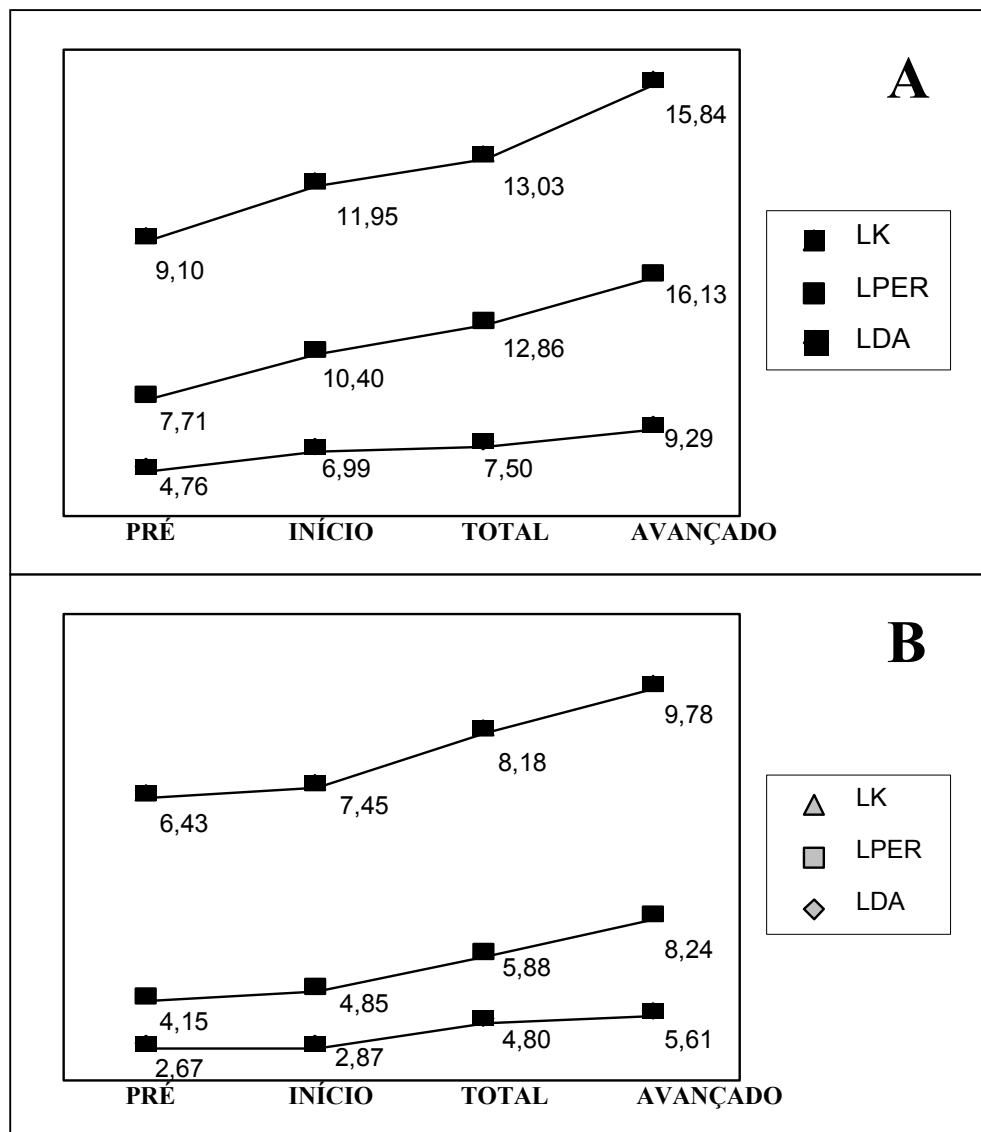 A
15,84
13,03
11,95
9,10
LK
LPER
LDA
16,13
12,86
10,40
7,71
9,29
7,50
6,99
4,76
PRÉ INÍCIO TOTAL AVANÇADO
B
9,78
8,18
7,45
6,43
LK
LPER
LDA
8,24
5,88
4,85
4,15
5,61
4,80
2,87
2,67
PRÉ INÍCIO TOTAL AVANÇADO